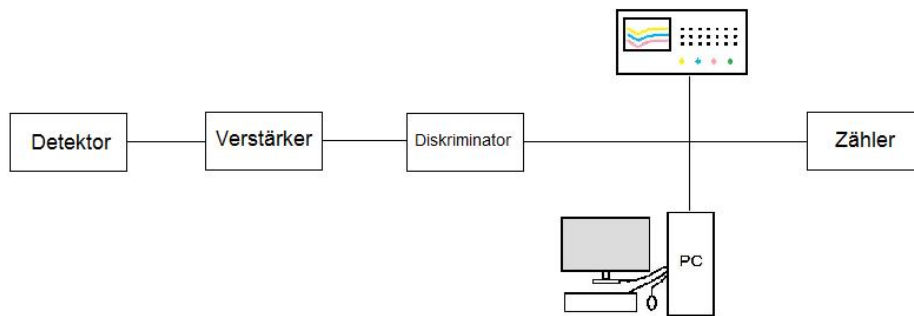 Detektor
Verstärker
Diskriminator
Zähler
PC